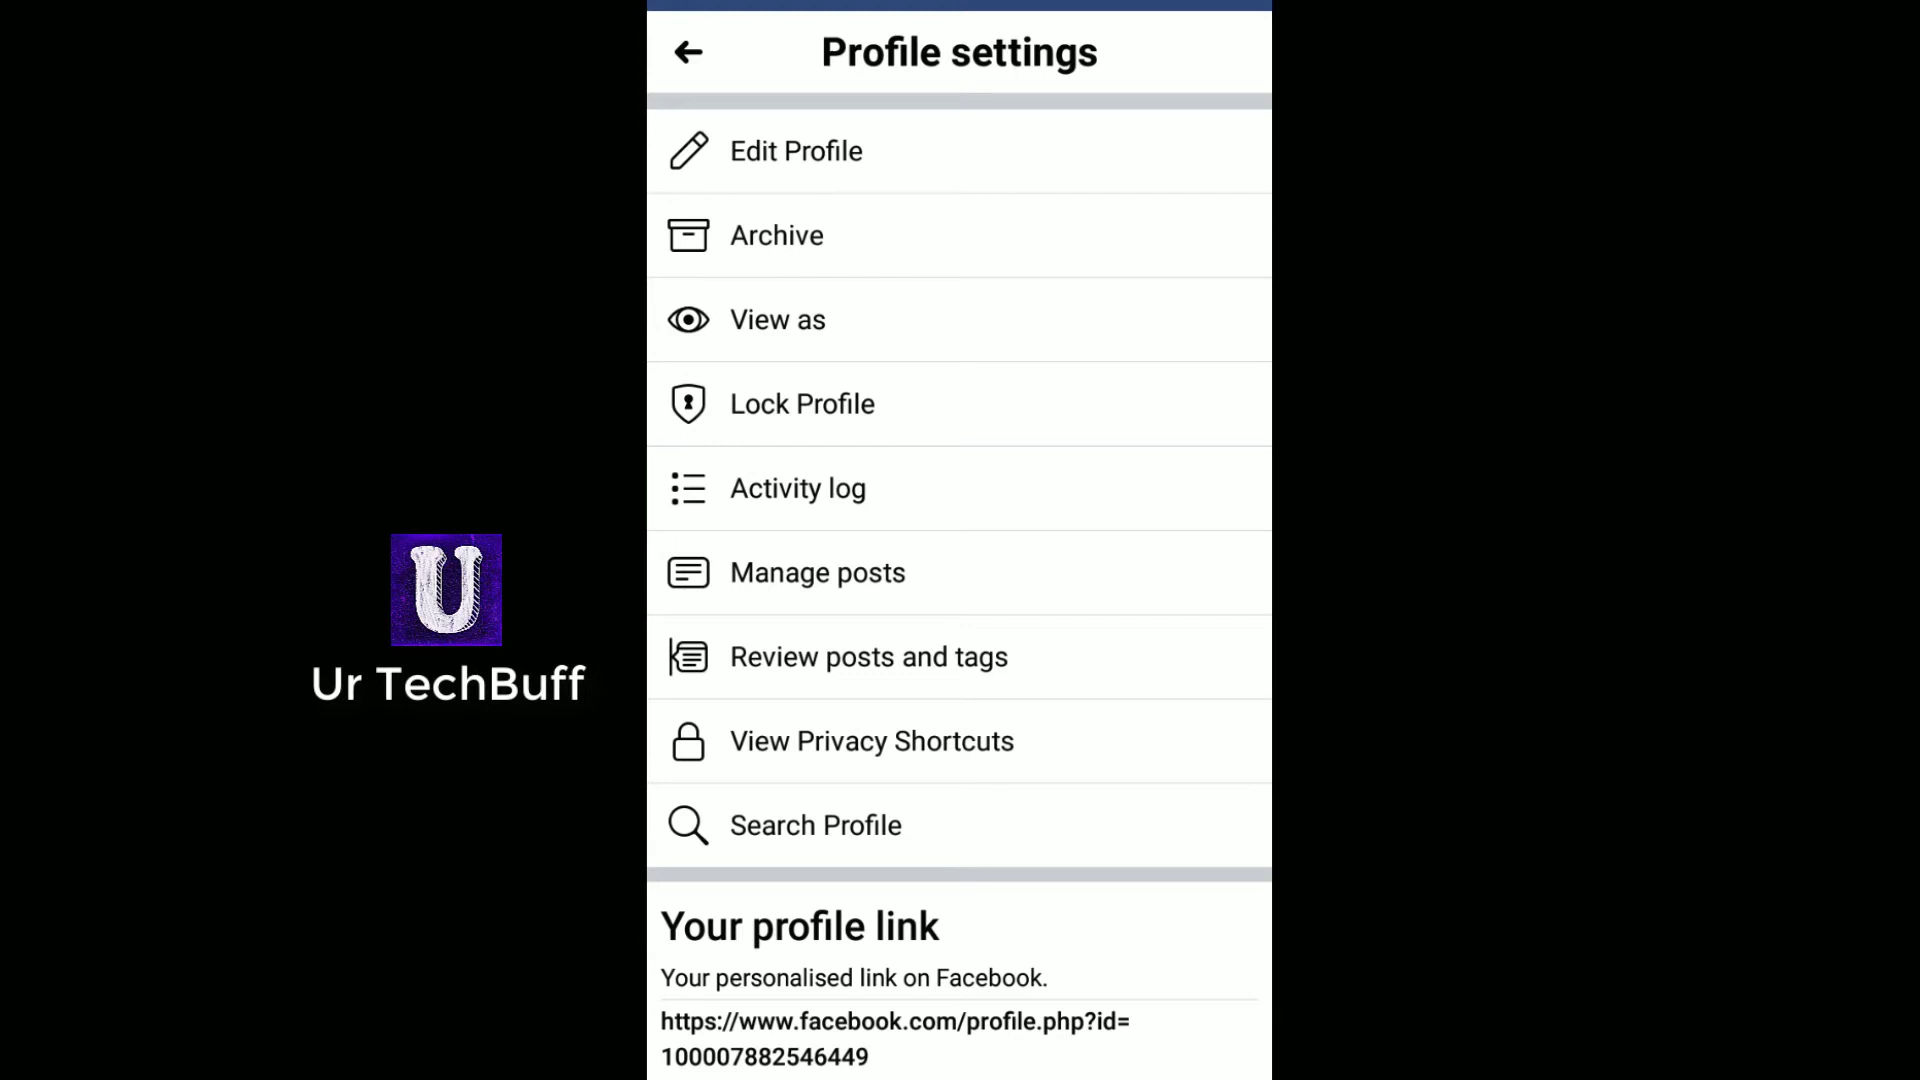 Profile settings
Edit Profile
Archive
View as
Lock Profile
Activity log
Manage posts
Review posts and tags
View Privacy Shortcuts
Search Profile
Your profile link
Your personalised link on Facebook.
https://www.facebook.com/profile.php?id=
100007882546449
U
Ur TechBuff